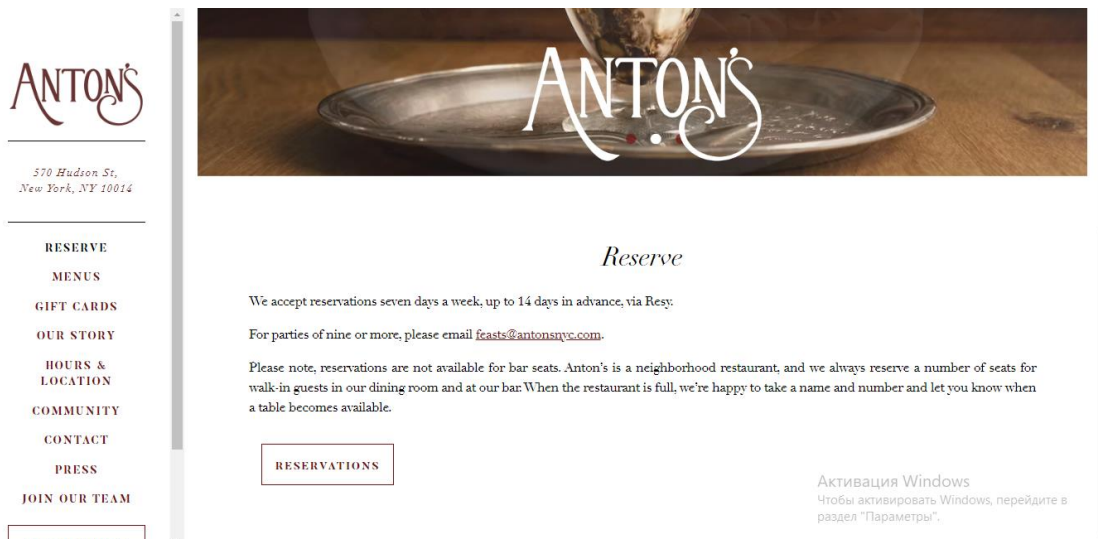 ANTON'S
570 Hudson St,
New York, NY 10014
RESERVE
MENUS
GIFT CARDS
OUR STORY
HOURS &
LOCATION
COMMUNITY
CONTACT
PRESS
JOIN OUR TEAM
ANTON'S
Reserve
We accept reservations seven days a week, up to 14 days in advance, via Resy.
For parties of nine or more, please email feasts@antonsnyc.com.
Please note, reservations are not available for bar seats. Anton's is a neighborhood restaurant, and we always reserve a number of seats for
walk-in guests in our dining room and at our bar. When the restaurant is full, we're happy to take a name and number and let you know when
a table becomes available.
RESERVATIONS
Активация Windows
Чтобы активировать Windows, перейдите в
раздел "Параметры".